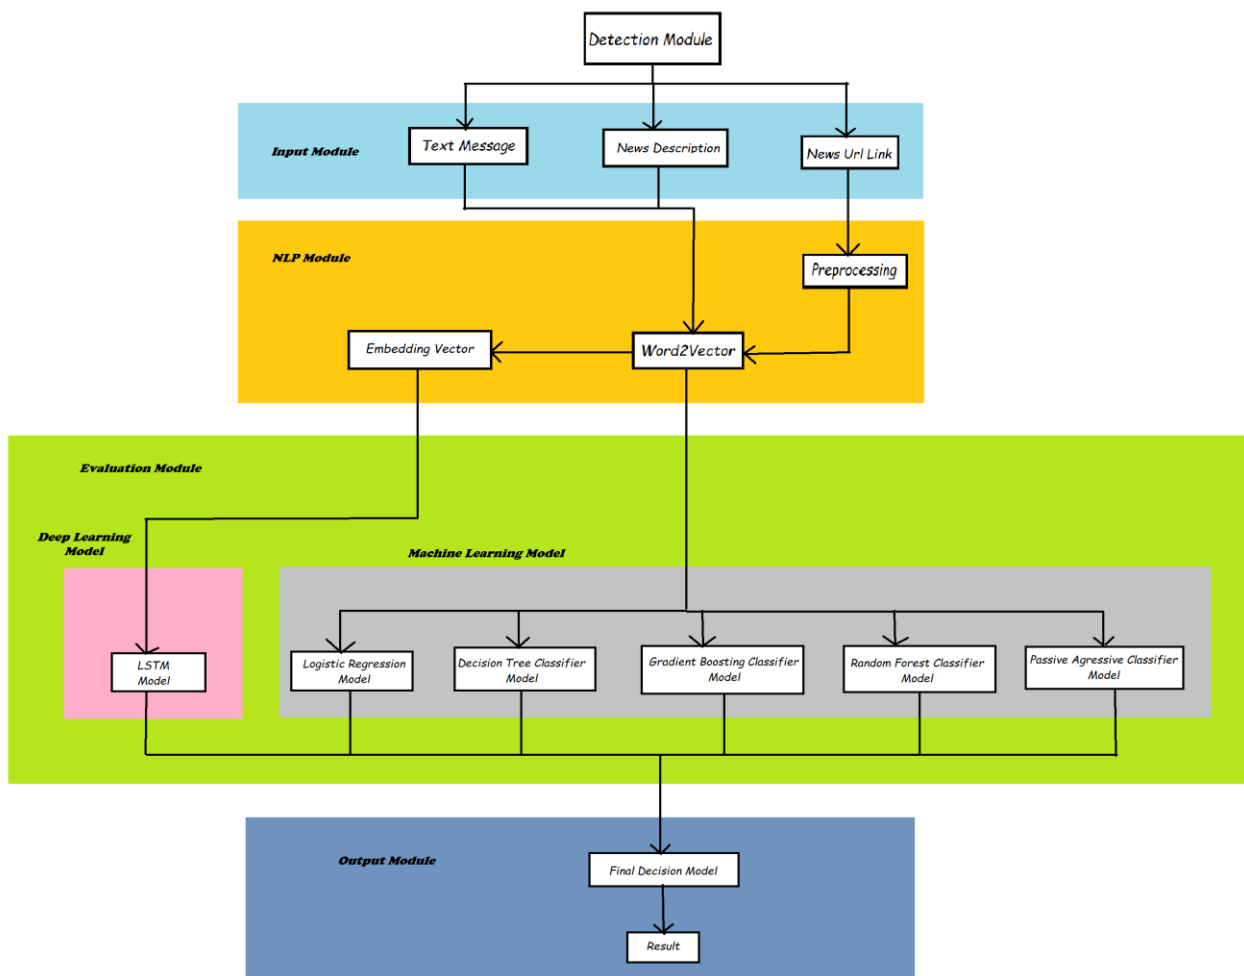 Detection Module
Input Module
Text Message
News Description
News Url Link
NLP Module
Preprocessing
Embedding Vector
Word2Vector
Evaluation Module
Deep Learning
Model
Machine Learning Model
LSTM
Model
Logistic Regression
Model
Decision Tree Classifier
Model
Gradient Boosting Classifier
Model
Random Forest Classifier
Model
Passive Agressive Classifier
Model
Output Module
Final Decision Model
Result